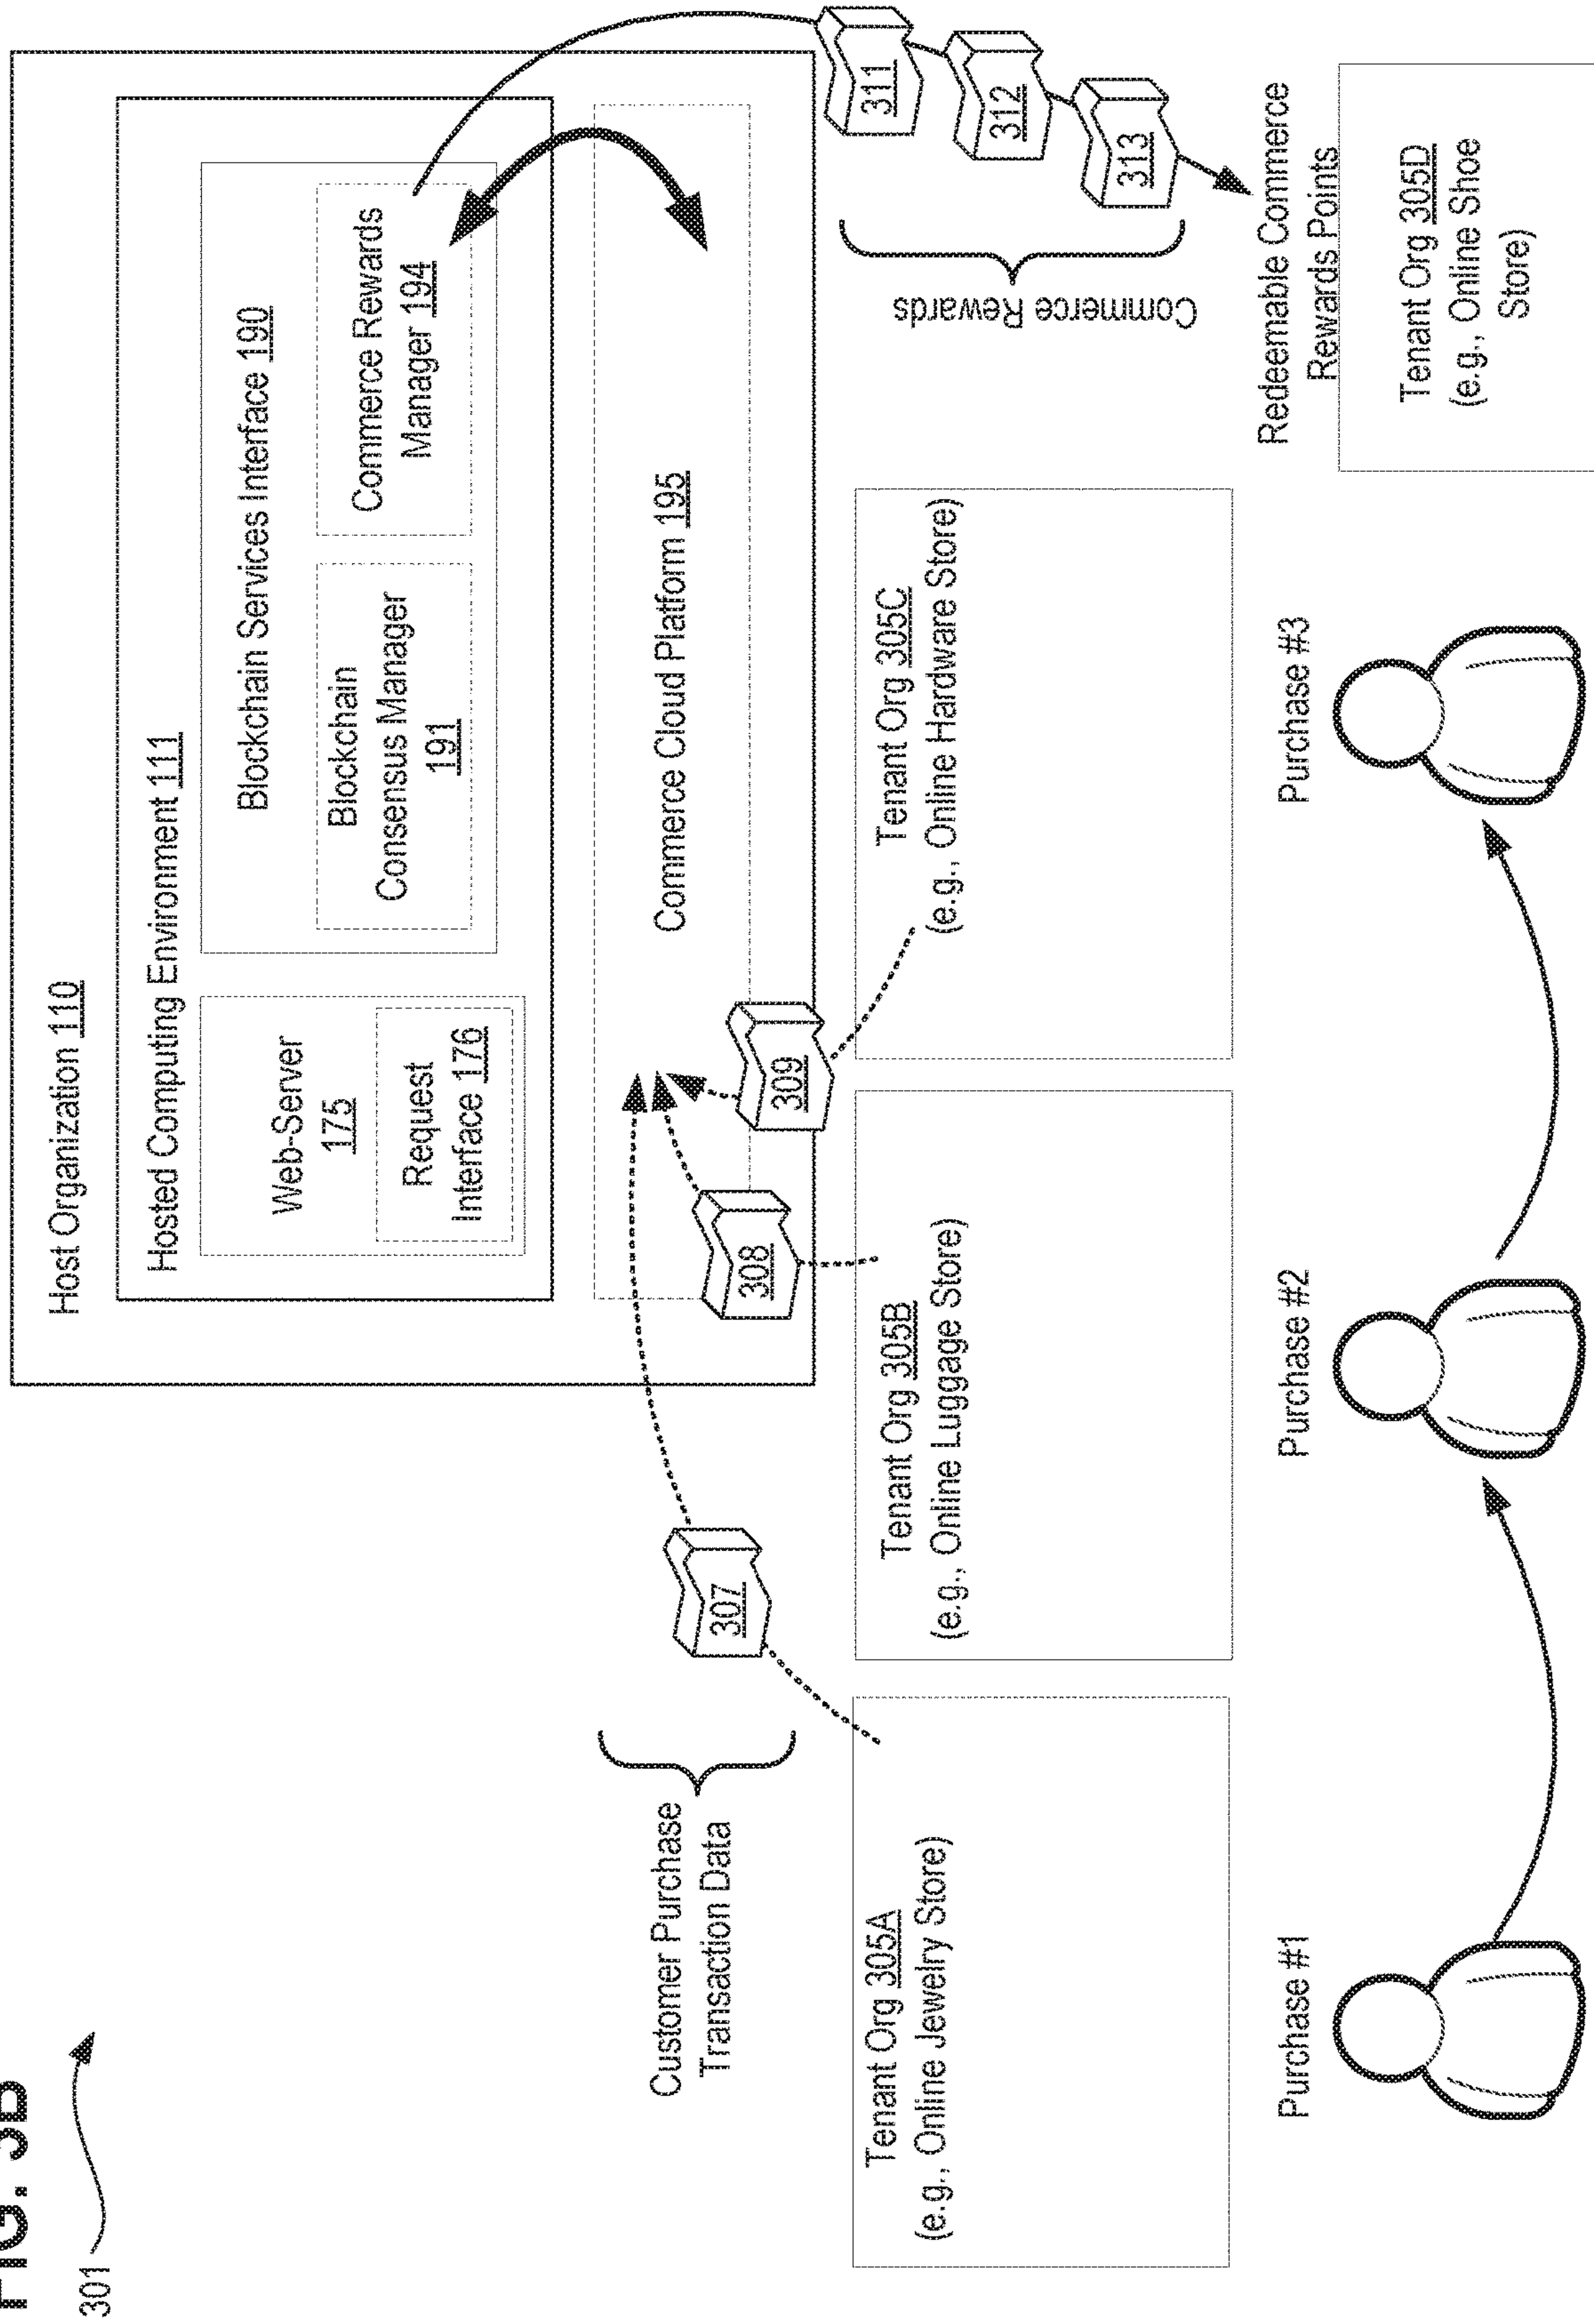 FIG. 3B
301
Host Organization 110
Hosted Computing Environment 111
Web-Server
175
Request
Interface 176
Blockchain Services Interface 190
Blockchain
Consensus Manager
191
Commerce Rewards
Manager 194
Commerce Cloud Platform 195
Customer Purchase
Transaction Data
307
308
309
311
312
313
Commerce Rewards
Redeemable Commerce
Rewards Points
Tenant Org 305A
(e.g., Online Jewelry Store)
Tenant Org 305B
(e.g., Online Luggage Store)
Tenant Org 305C
(e.g., Online Hardware Store)
Tenant Org 305D
(e.g., Online Shoe
Store)
Purchase #1
Purchase #2
Purchase #3